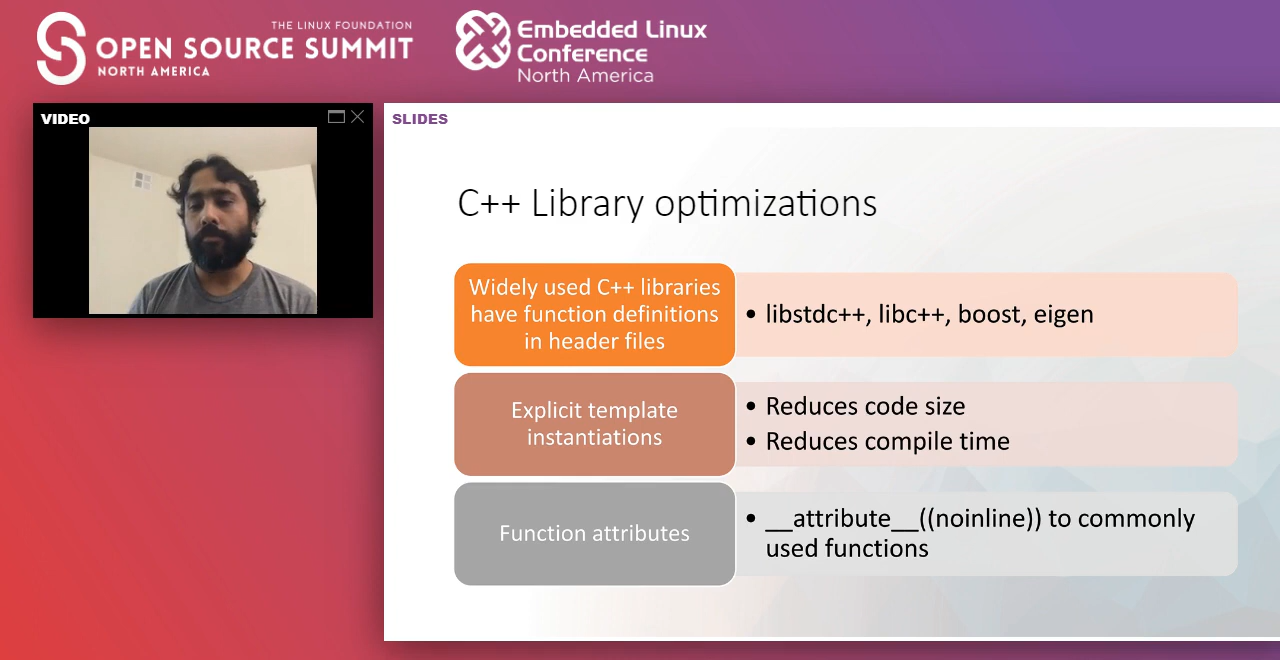 THE LINUX FOUNDATION
OPEN SOURCE SUMMIT
NORTH AMERICA
Embedded Linux
Conference
North America
VIDEO
SLIDES
C++ Library optimizations
Widely used C++ libraries
have function definitions
in header files
• libstdc++, libc++, boost, eigen
Explicit template
instantiations
• Reduces code size
• Reduces compile time
Function attributes
• __attribute__((noinline)) to commonly
used functions